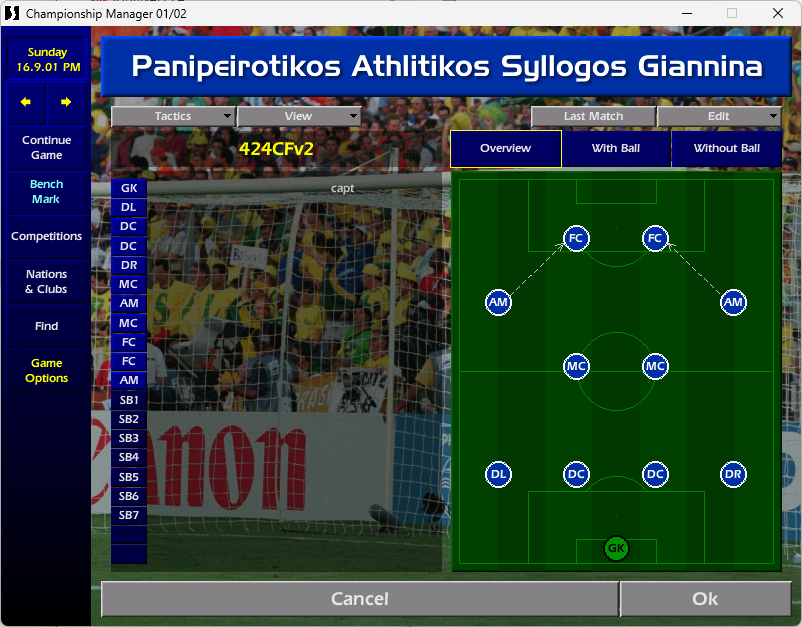 Championship Manager 01/02
Sunday
16.9.01 PM
Continue
Game
Bench
Mark
Competitions
Nations
& Clubs
Find
Game
Options
Panipeirotikos Athlitikos Syllogos Giannina
Tactics
View
Last Match
Edit
424CFv2
Overview
With Ball
Without Ball
GK
capt
DL
DC
DC
DR
MC
AM
MC
FC
FC
AM
SB1
SB2
SB3
SB4
SB5
SB6
SB7
FC
FC
AM
AM
MC
MC
DL
DC
DC
DR
GK
anon
Cancel
Ok